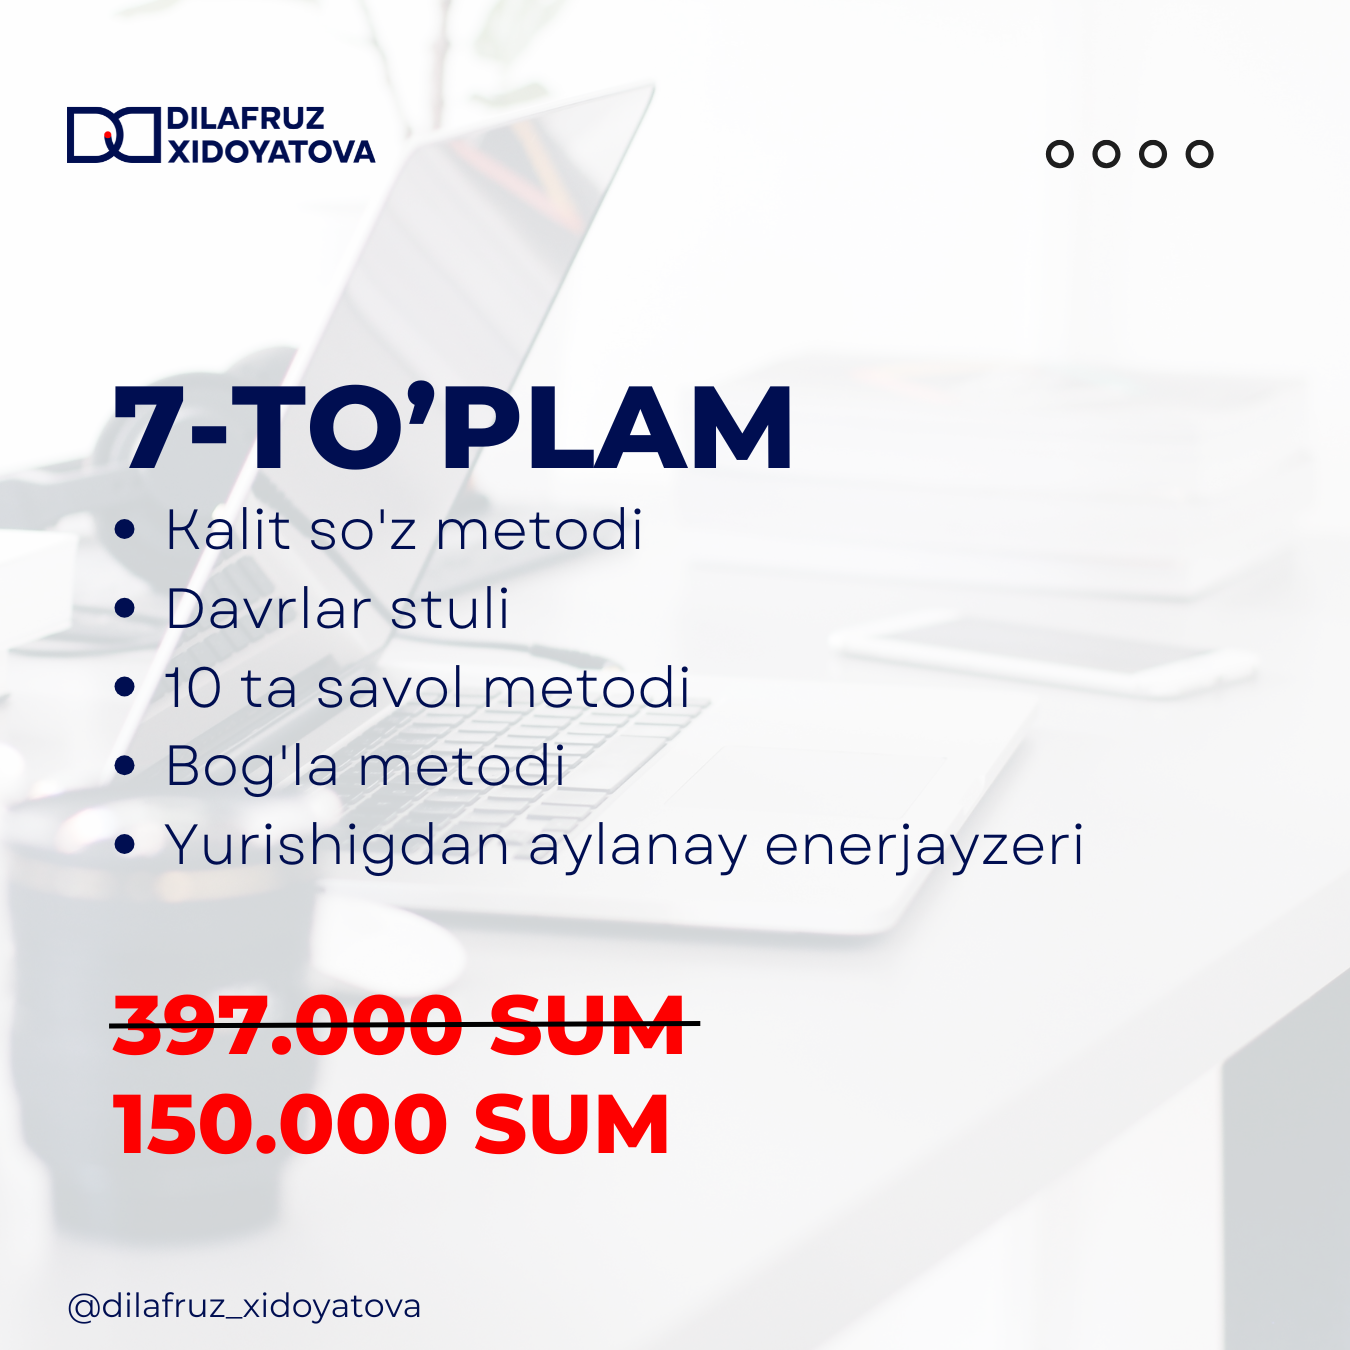 DILAFRUZ
XIDOYATOVA
7-TO’PLAM
• Kalit so'z metodi
• Davrlar stuli
• 10 ta savol metodi
• Bog'la metodi
• Yurishigdan aylanay enerjayzeri
397.000 SUM
150.000 SUM
@dilafruz_xidoyatova